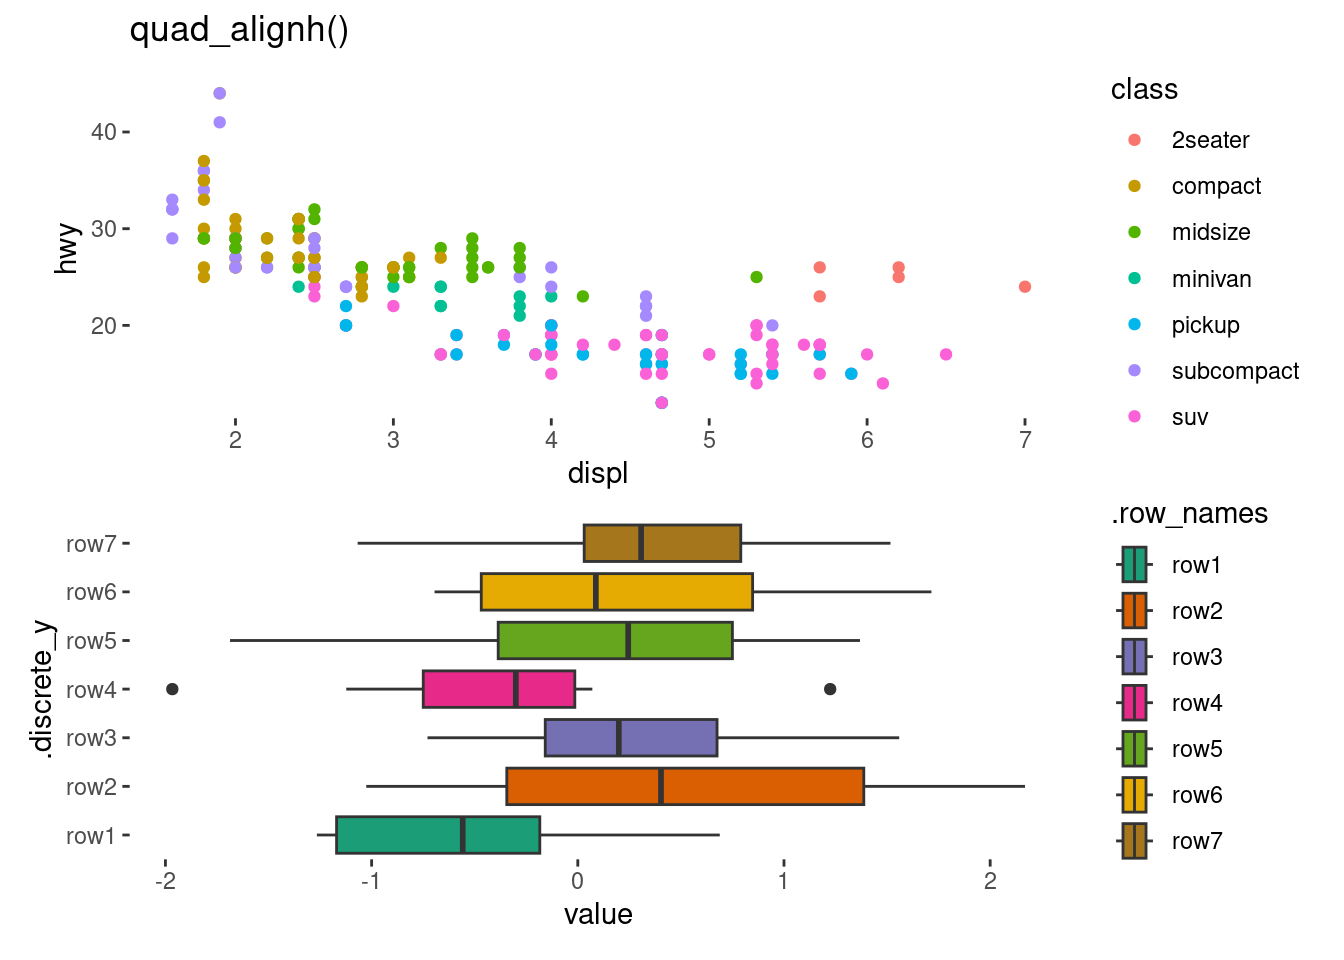 quad_alignh()
hwy
40
30
20
2 3 4 5 6 7
displ
class
2seater
compact
midsize
minivan
pickup
subcompact
suv
.discrete_y
row7
row6
row5
row4
row3
row2
row1
-2 -1 0 1 2
value
.row_names
row1
row2
row3
row4
row5
row6
row7